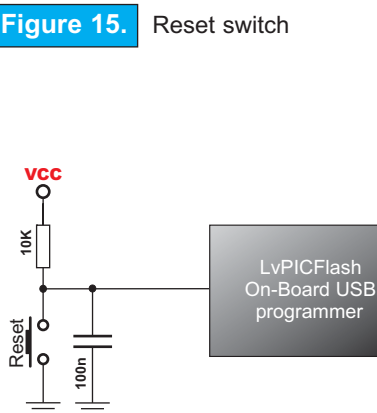 Figure 15. Reset switch
VCC
10K
LvPICFlash
On-Board USB
programmer
Reset
100n